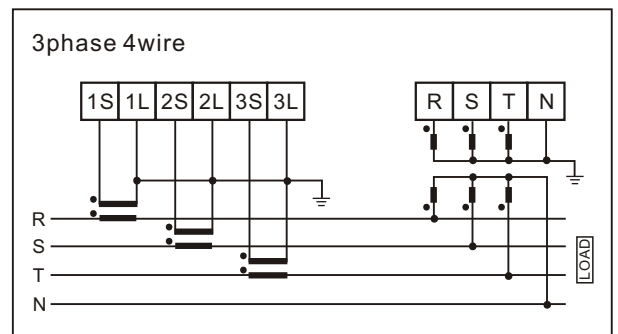 3phase 4wire
1S 1L 2S 2L 3S 3L
R S T N
R
S
T
N
LOAD